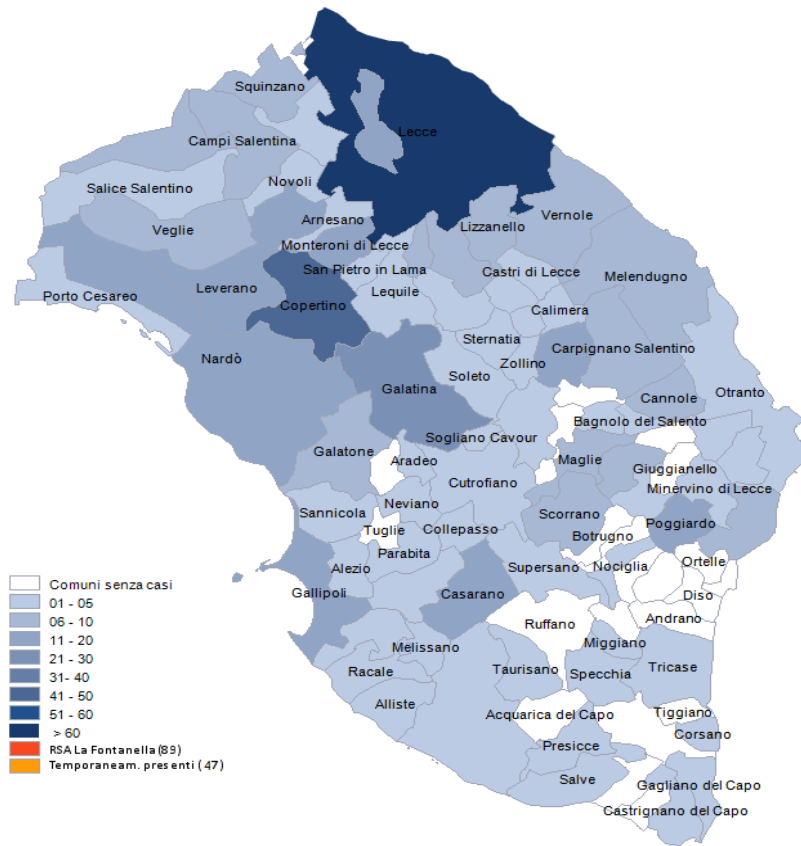 Squinzano
Lecce
Campi Salentina
Novoli
Salice Salentino
Arnesano
Vernole
Lizzanello
Veglie
Monteroni di Lecce
San Pietro in Lama
Castri di Lecce
Melendugno
Leverano
Lequile
Porto Cesareo
Copertino
Calimera
Sternatia
Carpignano Salentino
Nardò
Zollino
Soleto
Galatina
Otranto
Cannole
Bagnolo del Salento
Sogliano Cavour
Galatone
Aradeo
Maglie
Giuggianello
Cutrofiano
Minervino di Lecce
Neviano
Sannicola
Scorrano
Poggiardo
Tuglie
Collepasso
Botrugno
Parabita
Ortelle
Alezio
Supersano
Nociglia
Comuni senza casi
Gallipoli
Casarano
Diso
01 - 05
06 - 10
Andrano
Ruffano
11 - 20
Miggiano
Melissano
21 - 30
Tricase
Taurisano
Specchia
Racale
31- 40
41 - 50
Alliste
Acquarica del Capo
Tiggiano
51 - 60
> 60
Corsano
Presicce
RSA La Fontanella (89)
Temporaneam. presenti ( 47)
Salve
Gagliano del Capo
Castrignano del Capo